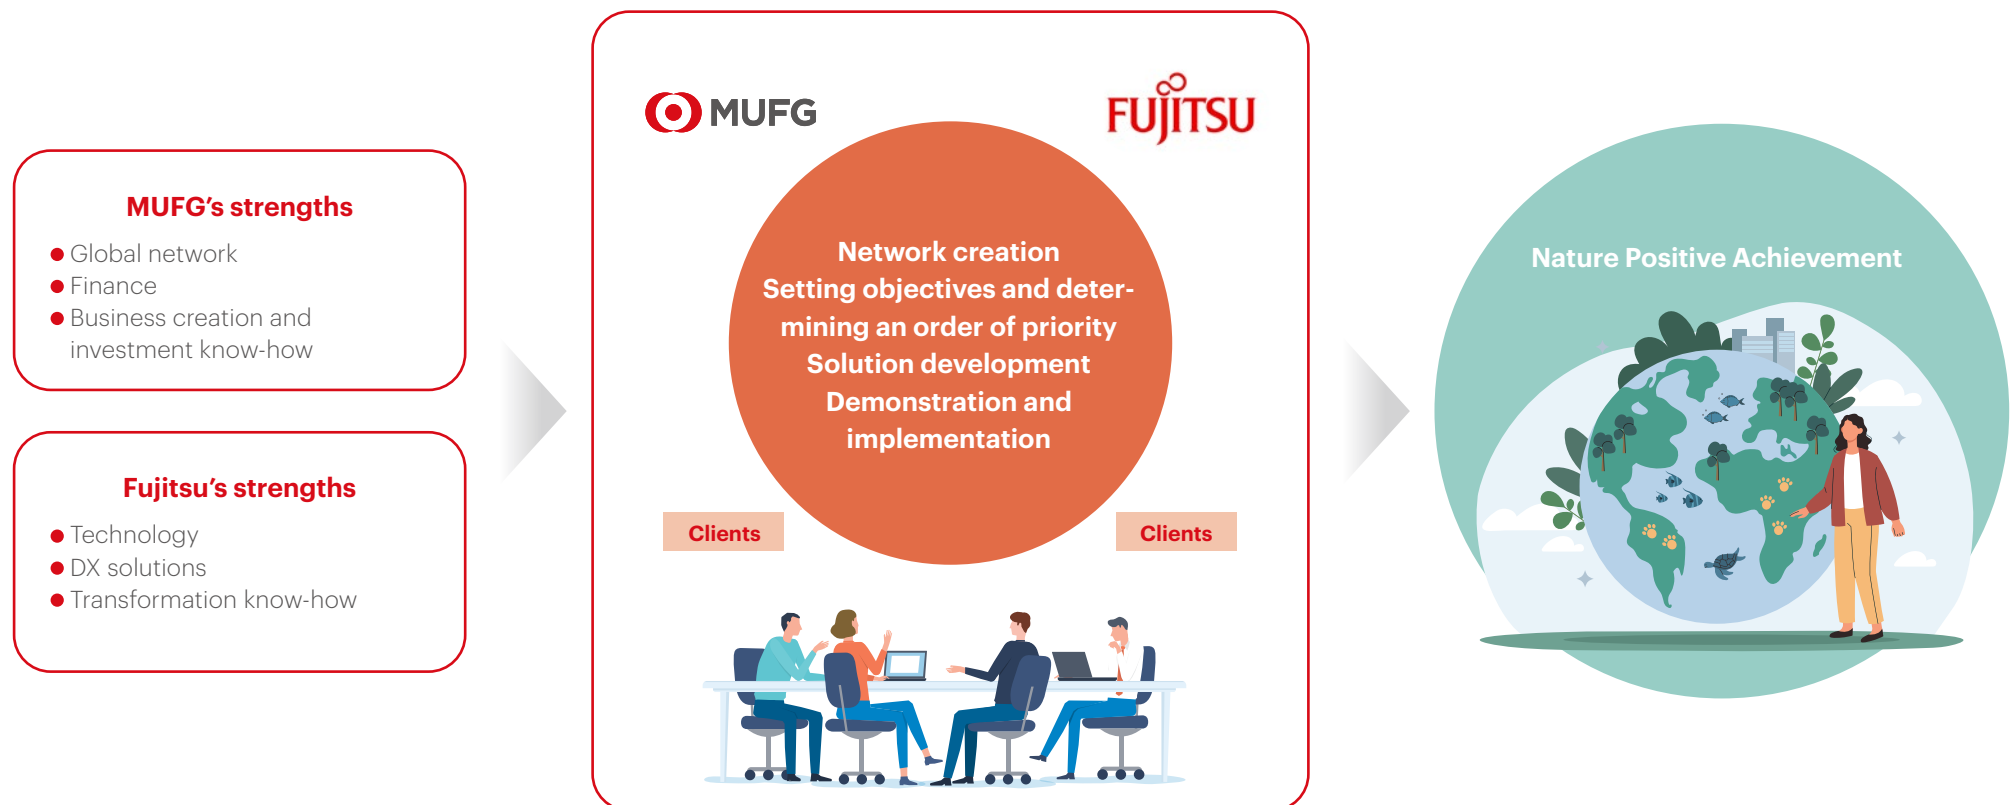 MUFG's strengths
Global network
Finance
Business creation and
investment know-how
Fujitsu's strengths
Technology
DX solutions
Transformation know-how
MUFG
FUJITSU
Network creation
Setting objectives and deter-
mining an order of priority
Solution development
Demonstration and
implementation
Clients
Clients
Nature Positive Achievement